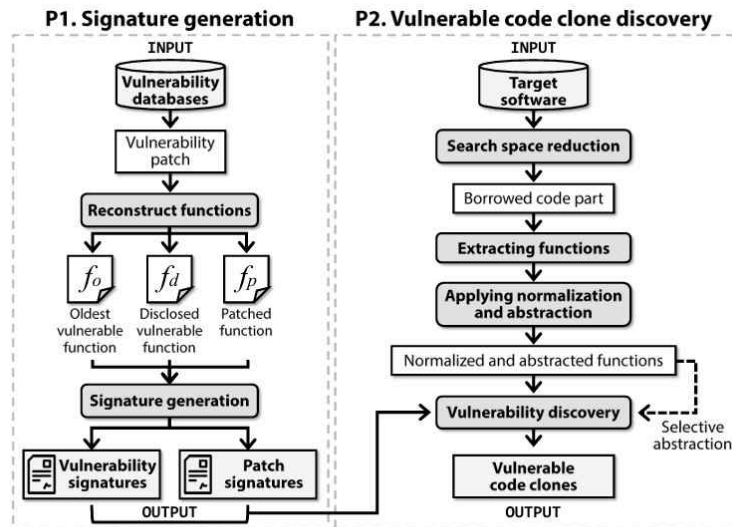 P1. Signature generation
INPUT
Vulnerability
databases
Vulnerability
patch
Reconstruct functions
fo
fd
fp
Oldest
vulnerable
function
Disclosed
vulnerable
function
Patched
function
Signature generation
Vulnerability
signatures
Patch
signatures
OUTPUT
P2. Vulnerable code clone discovery
INPUT
Target
software
Search space reduction
Borrowed code part
Extracting functions
Applying normalization
and abstraction
Normalized and abstracted functions
Vulnerability discovery
Selective
abstraction
Vulnerable
code clones
OUTPUT